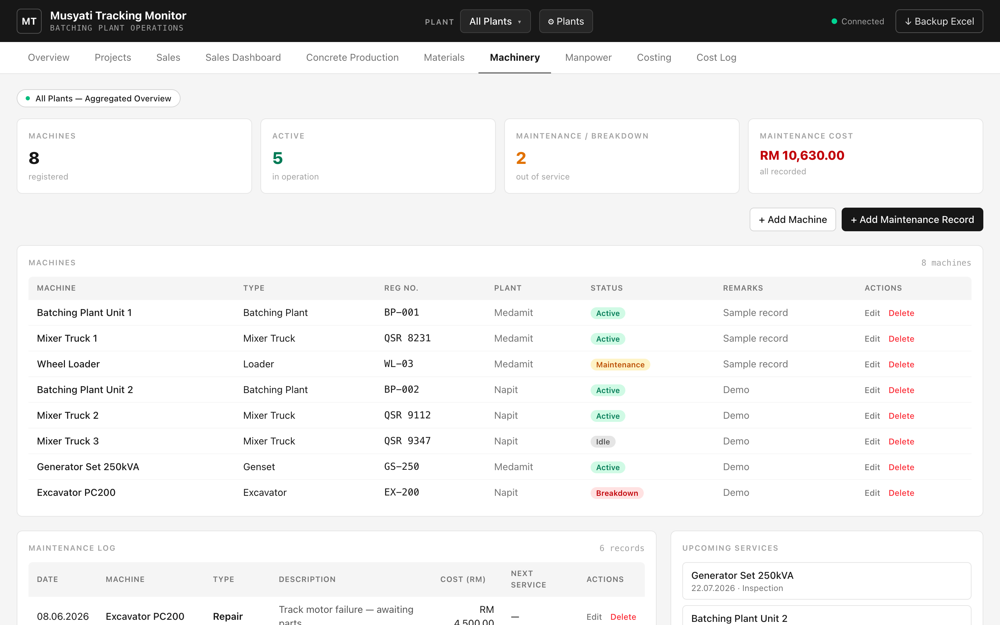 MT
Musyati Tracking Monitor
BATCHING PLANT OPERATIONS
PLANT
All Plants ▾
⚙ Plants
Connected
↓ Backup Excel
Overview Projects Sales Sales Dashboard Concrete Production Materials Machinery Manpower Costing Cost Log
All Plants — Aggregated Overview
MACHINES
8
registered
ACTIVE
5
in operation
MAINTENANCE / BREAKDOWN
2
out of service
MAINTENANCE COST
RM 10,630.00
all recorded
+ Add Machine
+ Add Maintenance Record
MACHINES 8 machines
MACHINE TYPE REG NO. PLANT STATUS REMARKS ACTIONS
Batching Plant Unit 1 Batching Plant BP-001 Medamit Active Sample record Edit Delete
Mixer Truck 1 Mixer Truck QSR 8231 Medamit Active Sample record Edit Delete
Wheel Loader Loader WL-03 Medamit Maintenance Sample record Edit Delete
Batching Plant Unit 2 Batching Plant BP-002 Napit Active Demo Edit Delete
Mixer Truck 2 Mixer Truck QSR 9112 Napit Active Demo Edit Delete
Mixer Truck 3 Mixer Truck QSR 9347 Napit Idle Demo Edit Delete
Generator Set 250kVA Genset GS-250 Medamit Active Demo Edit Delete
Excavator PC200 Excavator EX-200 Napit Breakdown Demo Edit Delete
MAINTENANCE LOG 6 records
DATE MACHINE TYPE DESCRIPTION COST (RM) NEXT SERVICE ACTIONS
08.06.2026 Excavator PC200 Repair Track motor failure — awaiting parts RM 4,500.00 — Edit Delete
UPCOMING SERVICES
Generator Set 250kVA
22.07.2026 · Inspection
Batching Plant Unit 2